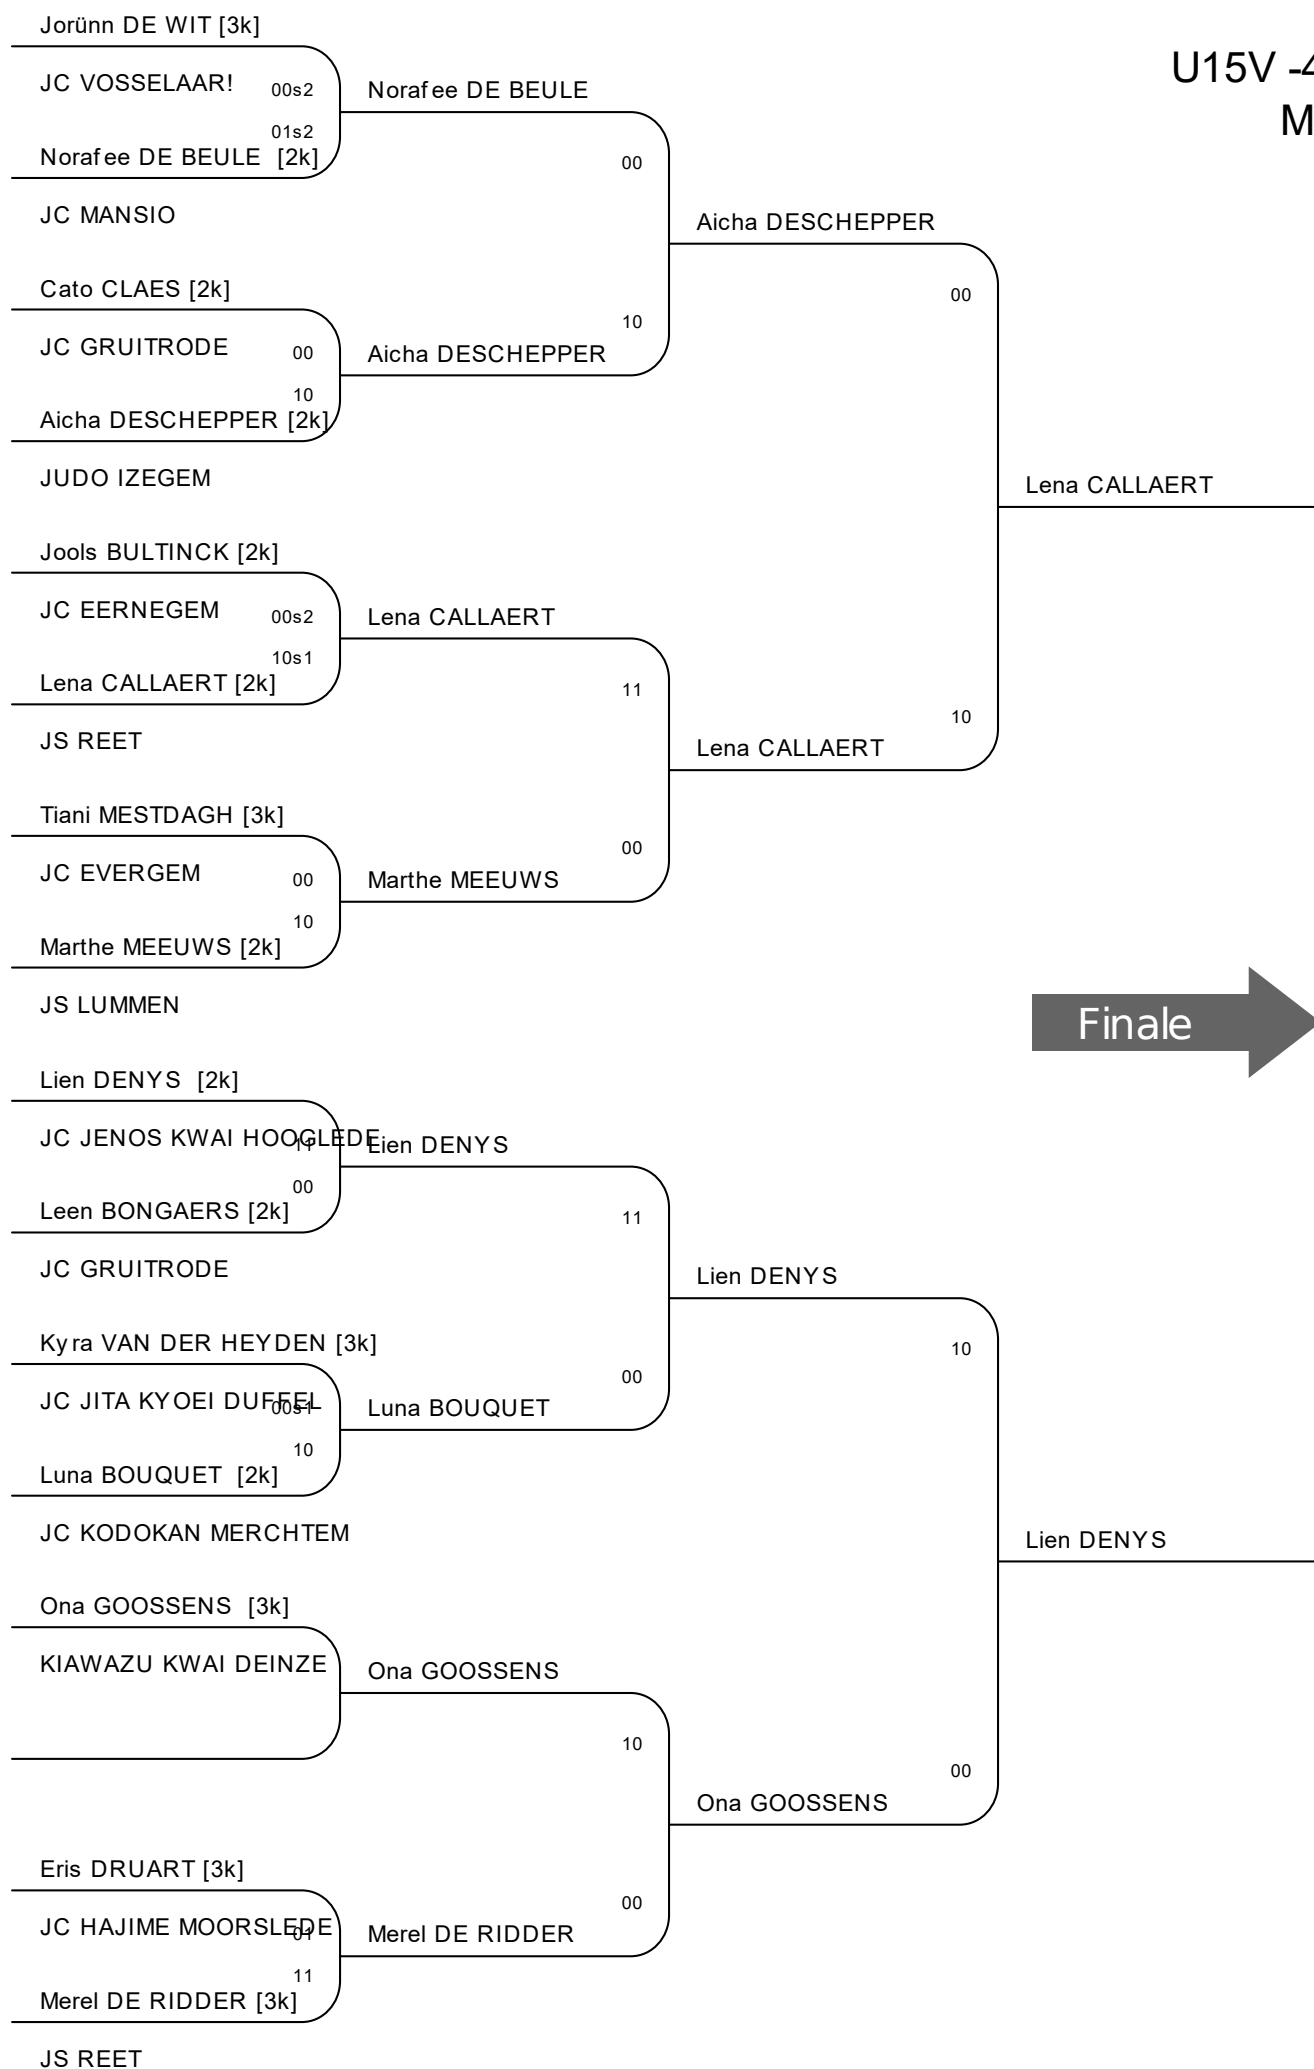 Jorünn DE WIT [3k]
JC VOSSELAAR!
00s2
01s2
Norafee DE BEULE [2k]
JC MANSIO
Cato CLAES [2k]
JC GRUITRODE
00
10
Aicha DESCHEPPER [2k]
JUDO IZEGEM
Jools BULTINCK [2k]
JC EERNEGEM
00s2
10s1
Lena CALLAERT [2k]
JS REET
Tiani MESTDAGH [3k]
JC EVERGEM
00
10
Marthe MEEUWS [2k]
JS LUMMEN
Lien DENYS [2k]
JC JENOS KWAI HOOGLEDE
11
00
Leen BONGAERS [2k]
JC GRUITRODE
Kyra VAN DER HEYDEN [3k]
JC JITA KYOEI DUFFEL
00s1
10
Luna BOUQUET [2k]
JC KODOKAN MERCHTEM
Ona GOOSSENS [3k]
KIAWAZU KWAI DEINZE
Eris DRUART [3k]
JC HAJIME MOORSLEDE
01
11
Merel DE RIDDER [3k]
JS REET
Norafee DE BEULE
00
10
Aicha DESCHEPPER
Lena CALLAERT
11
00
Marthe MEEUWS
Lien DENYS
11
00
Luna BOUQUET
Ona GOOSSENS
10
00
Merel DE RIDDER
Aicha DESCHEPPER
00
10
Lena CALLAERT
Lien DENYS
10
00
Ona GOOSSENS
U15V -4
M
Lena CALLAERT
Finale
Lien DENYS